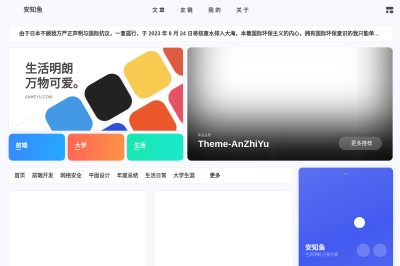 安知鱼
文章 友链 我的 关于
由于日本不顾我方严正声明与国际抗议，一意孤行，于 2023 年 8 月 24 日将核废水排入大海，本着国际环保主义的内心，拥有国际环保意识的我只能单...
生活明朗
万物可爱。
ANHEYU.COM
前端
大学
生活
Theme-AnZhiYu
更多推荐
首页 前端开发 网络安全 平面设计 年度总结 生活日常 大学生涯 更多
安知鱼
生活明朗 万物可爱